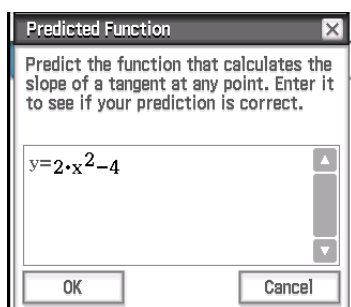 Predicted Function
Predict the function that calculates the
slope of a tangent at any point. Enter it
to see if your prediction is correct.
y=2·x²−4
OK
Cancel